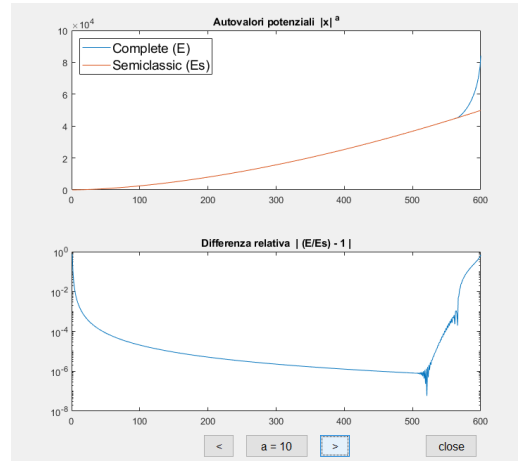 Autovalori potenziali |x| ^a
×10^4
10
8
6
4
2
0
Complete (E)
Semiclassic (Es)
0 100 200 300 400 500 600
Differenza relativa | (E/Es) - 1 |
10^0
10^-2
10^-4
10^-6
10^-8
0 100 200 300 400 500 600
< a = 10 > close